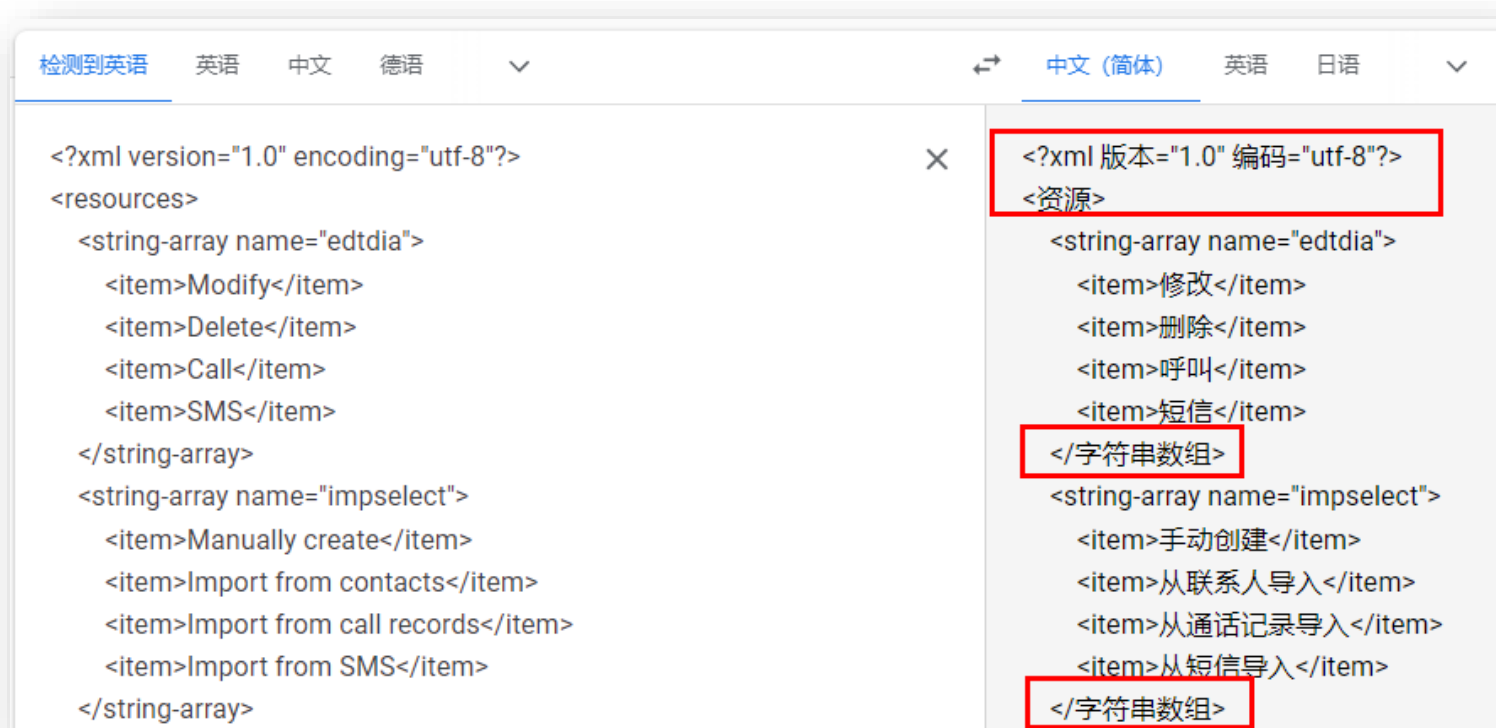 检测到英语 英语 中文 德语 中文（简体） 英语 日语
<?xml version="1.0" encoding="utf-8"?>
<resources>
<string-array name="edtdia">
<item>Modify</item>
<item>Delete</item>
<item>Call</item>
<item>SMS</item>
</string-array>
<string-array name="impselect">
<item>Manually create</item>
<item>Import from contacts</item>
<item>Import from call records</item>
<item>Import from SMS</item>
</string-array>
<?xml 版本="1.0" 编码="utf-8"?>
<资源>
<string-array name="edtdia">
<item>修改</item>
<item>删除</item>
<item>呼叫</item>
<item>短信</item>
</字符串数组>
<string-array name="impselect">
<item>手动创建</item>
<item>从联系人导入</item>
<item>从通话记录导入</item>
<item>从短信导入</item>
</字符串数组>